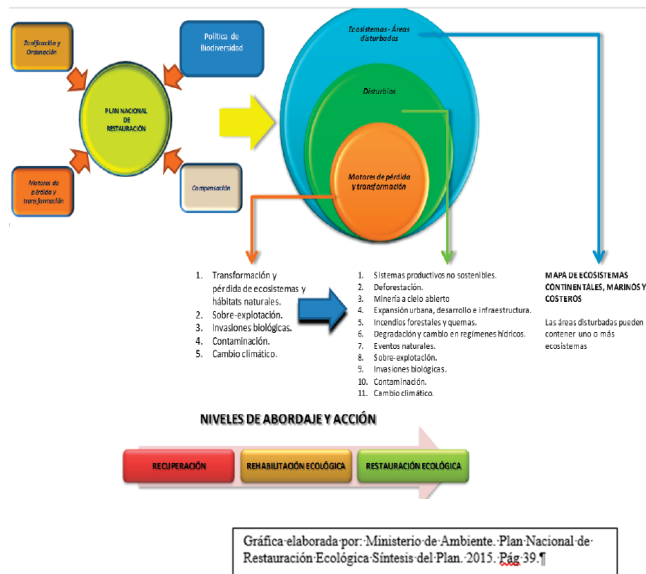 Zonificación y
Ordenación
Política de
Biodiversidad
PLAN NACIONAL
DE
RESTAURACIÓN
Motores de
pérdida y
transformación
Compensación
Ecosistemas - Áreas
disturbadas
Disturbios
Motores de pérdida
y transformación
1. Transformación y
pérdida de ecosistemas y
hábitats naturales.
2. Sobre-explotación.
3. Invasiones biológicas.
4. Contaminación.
5. Cambio climático.
1. Sistemas productivos no sostenibles.
2. Deforestación.
3. Minería a cielo abierto
4. Expansión urbana, desarrollo e infraestructura.
5. Incendios forestales y quemas.
6. Degradación y cambio en regímenes hídricos.
7. Eventos naturales.
8. Sobre-explotación.
9. Invasiones biológicas.
10. Contaminación.
11. Cambio climático.
MAPA DE ECOSISTEMAS
CONTINENTALES, MARINOS Y
COSTEROS
Las áreas disturbadas pueden
contener uno o más
ecosistemas
NIVELES DE ABORDAJE Y ACCIÓN
RECUPERACIÓN
REHABILITACIÓN ECOLÓGICA
RESTAURACIÓN ECOLÓGICA
Gráfica·elaborada·por:·Ministerio·de·Ambiente.·Plan·Nacional·de·
Restauración·Ecológica·Síntesis·del·Plan.·2015.·Pág·39.¶